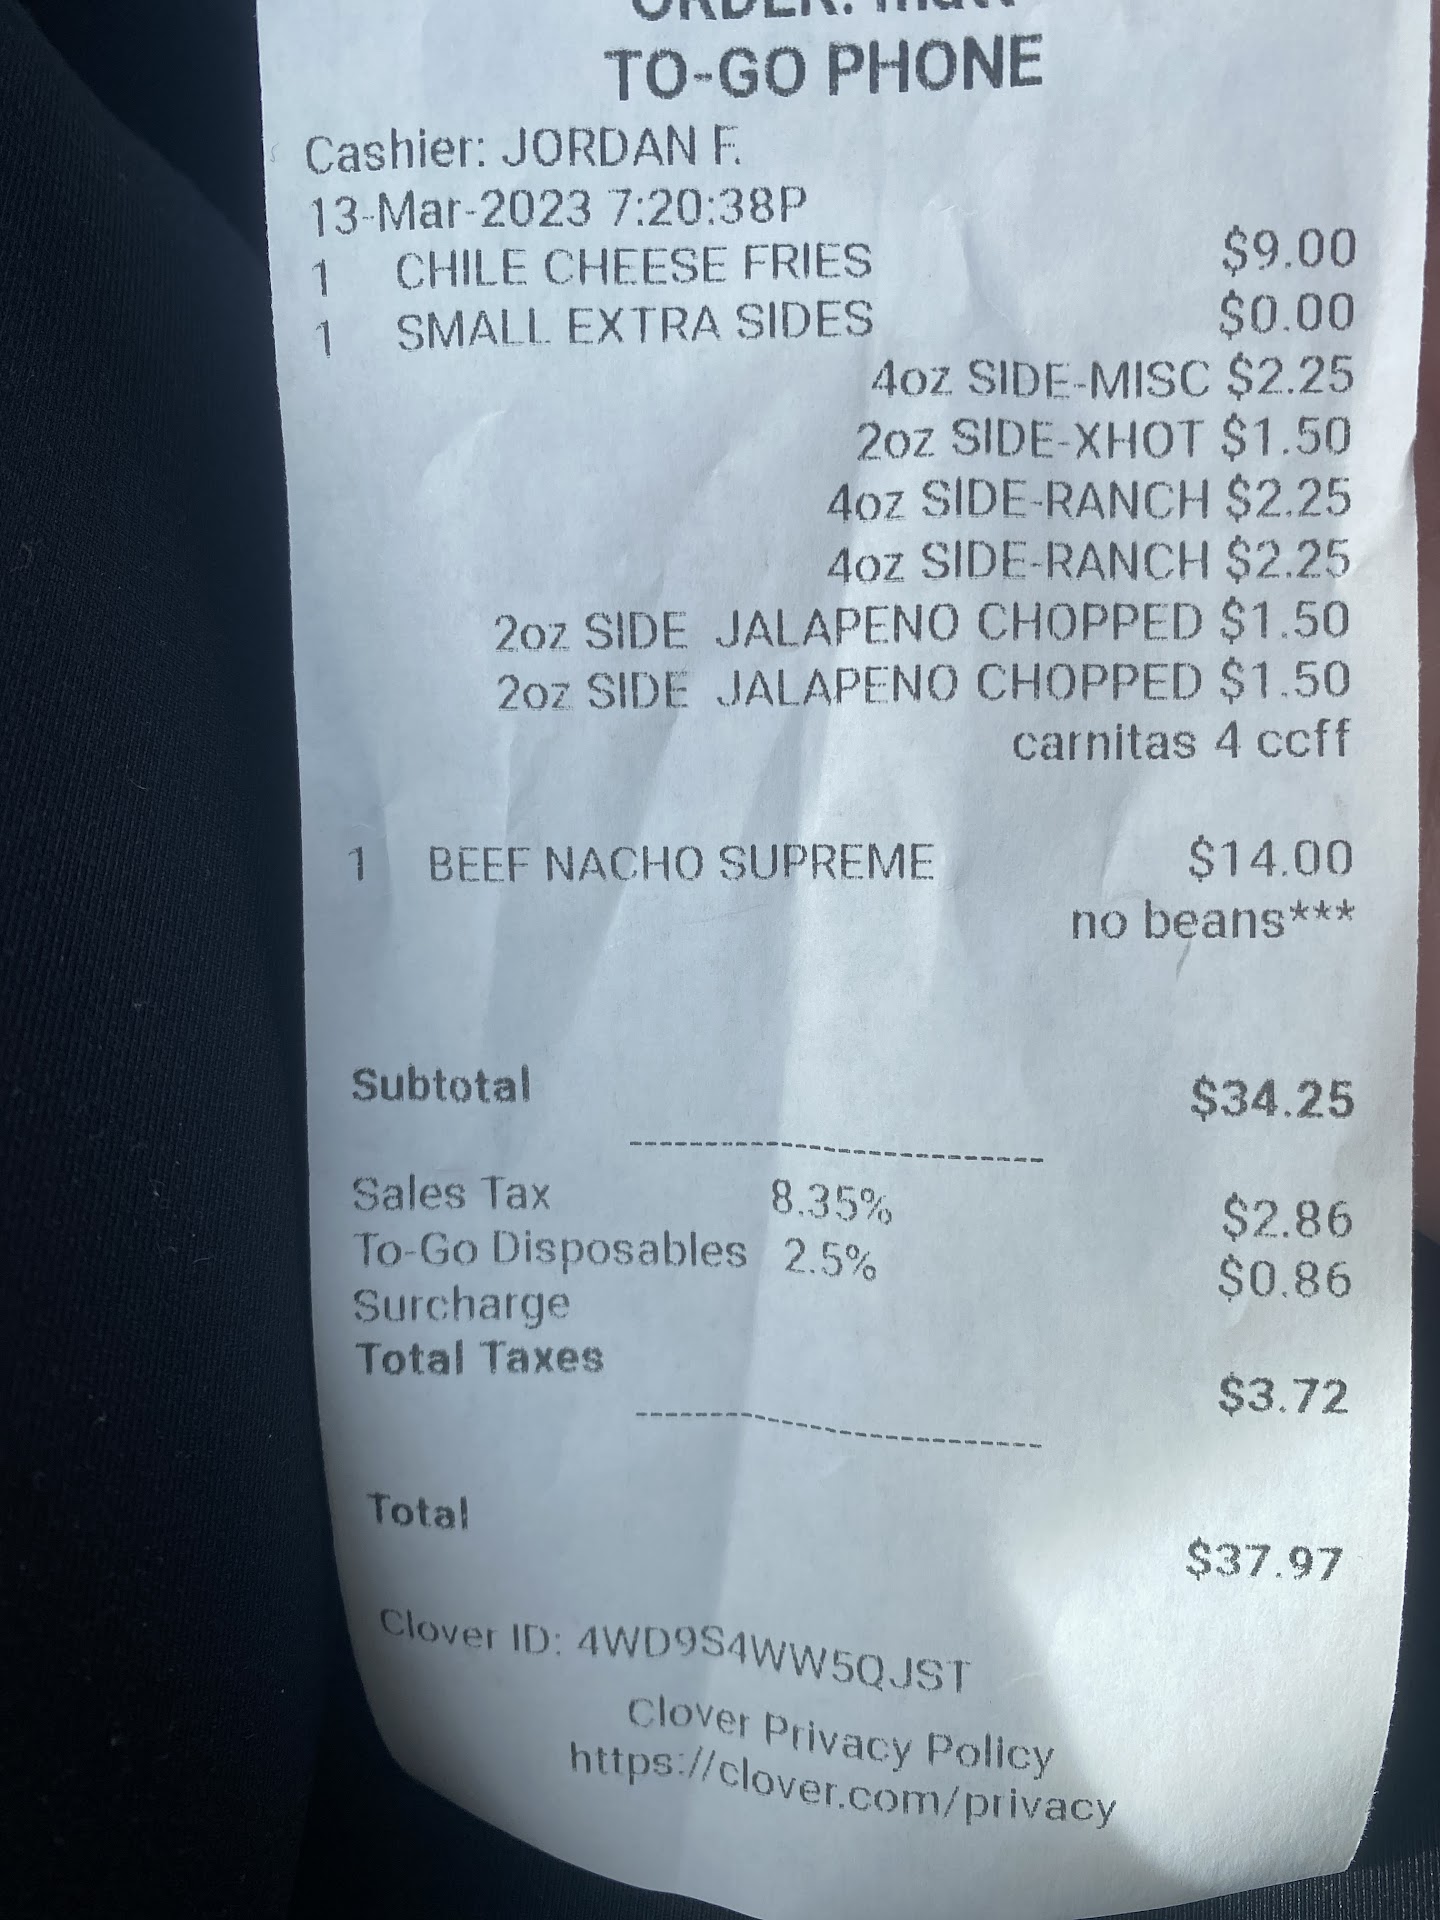 TO-GO PHONE
Cashier: JORDAN F.
13-Mar-2023 7:20:38P
1 CHILE CHEESE FRIES $9.00
1 SMALL EXTRA SIDES $0.00
4oz SIDE-MISC $2.25
2oz SIDE-XHOT $1.50
4oz SIDE-RANCH $2.25
4oz SIDE-RANCH $2.25
2oz SIDE JALAPENO CHOPPED $1.50
2oz SIDE JALAPENO CHOPPED $1.50
carnitas 4 ccff
1 BEEF NACHO SUPREME $14.00
no beans***
Subtotal $34.25
Sales Tax 8.35% $2.86
To-Go Disposables 2.5% $0.86
Surcharge
Total Taxes $3.72
Total $37.97
Clover ID: 4WD9S4WW5QJST
Clover Privacy Policy
https://clover.com/privacy